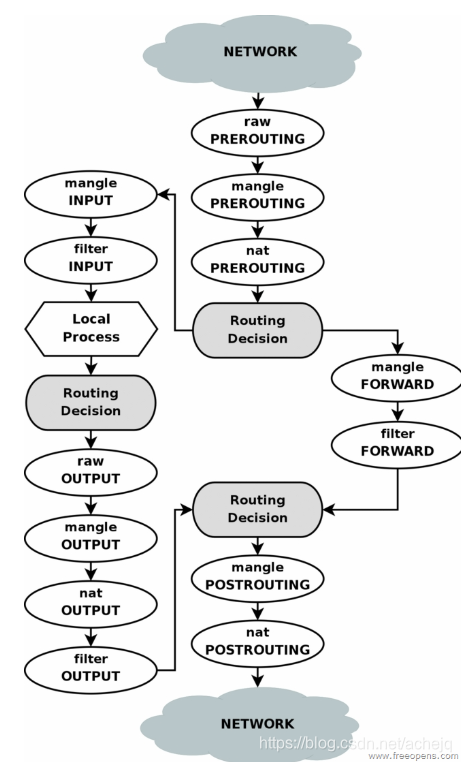 NETWORK
raw
PREROUTING
mangle
PREROUTING
nat
PREROUTING
Routing
Decision
mangle
INPUT
filter
INPUT
Local
Process
Routing
Decision
raw
OUTPUT
mangle
OUTPUT
nat
OUTPUT
filter
OUTPUT
mangle
FORWARD
filter
FORWARD
Routing
Decision
mangle
POSTROUTING
nat
POSTROUTING
NETWORK
https://blog.csdn.net/achejq
www.freeopens.com